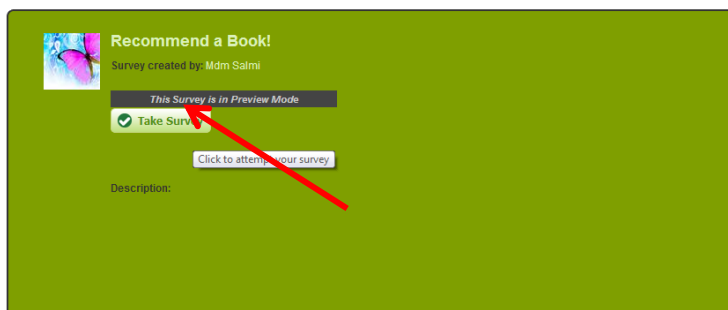 Recommend a Book!
Survey created by: Mdm Salmi
This Survey is in Preview Mode
Take Survey
Click to attempt your survey
Description: